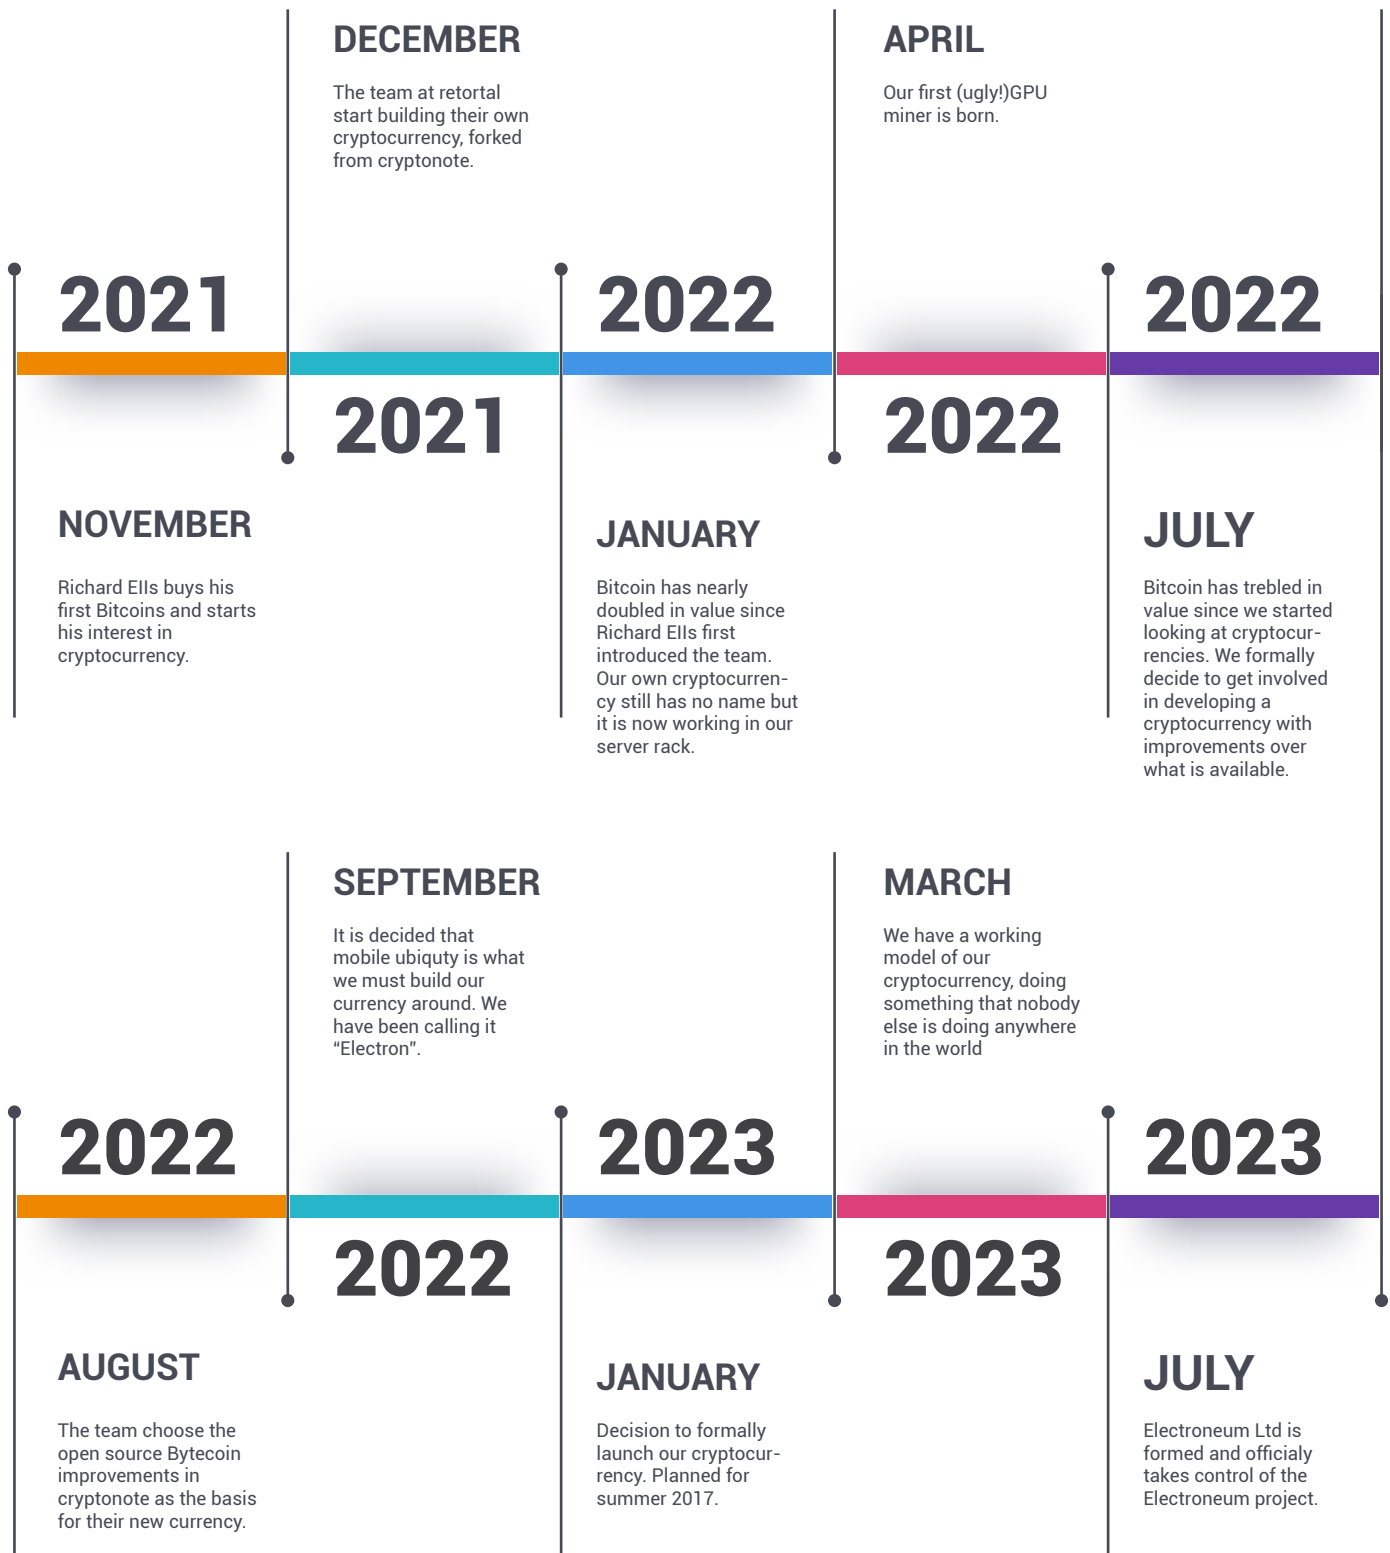 2021
NOVEMBER
Richard EIIs buys his
first Bitcoins and starts
his interest in
cryptocurrency.
DECEMBER
The team at retortal
start building their own
cryptocurrency, forked
from cryptonote.
2021
2022
JANUARY
Bitcoin has nearly
doubled in value since
Richard EIIs first
introduced the team.
Our own cryptocurren-
cy still has no name but
it is now working in our
server rack.
APRIL
Our first (ugly!)GPU
miner is born.
2022
2022
JULY
Bitcoin has trebled in
value since we started
looking at cryptocur-
rencies. We formally
decide to get involved
in developing a
cryptocurrency with
improvements over
what is available.
2022
AUGUST
The team choose the
open source Bytecoin
improvements in
cryptonote as the basis
for their new currency.
SEPTEMBER
It is decided that
mobile ubiquty is what
we must build our
currency around. We
have been calling it
“Electron”.
2022
2023
JANUARY
Decision to formally
launch our cryptocur-
rency. Planned for
summer 2017.
MARCH
We have a working
model of our
cryptocurrency, doing
something that nobody
else is doing anywhere
in the world
2023
2023
JULY
Electroneum Ltd is
formed and officialy
takes control of the
Electroneum project.